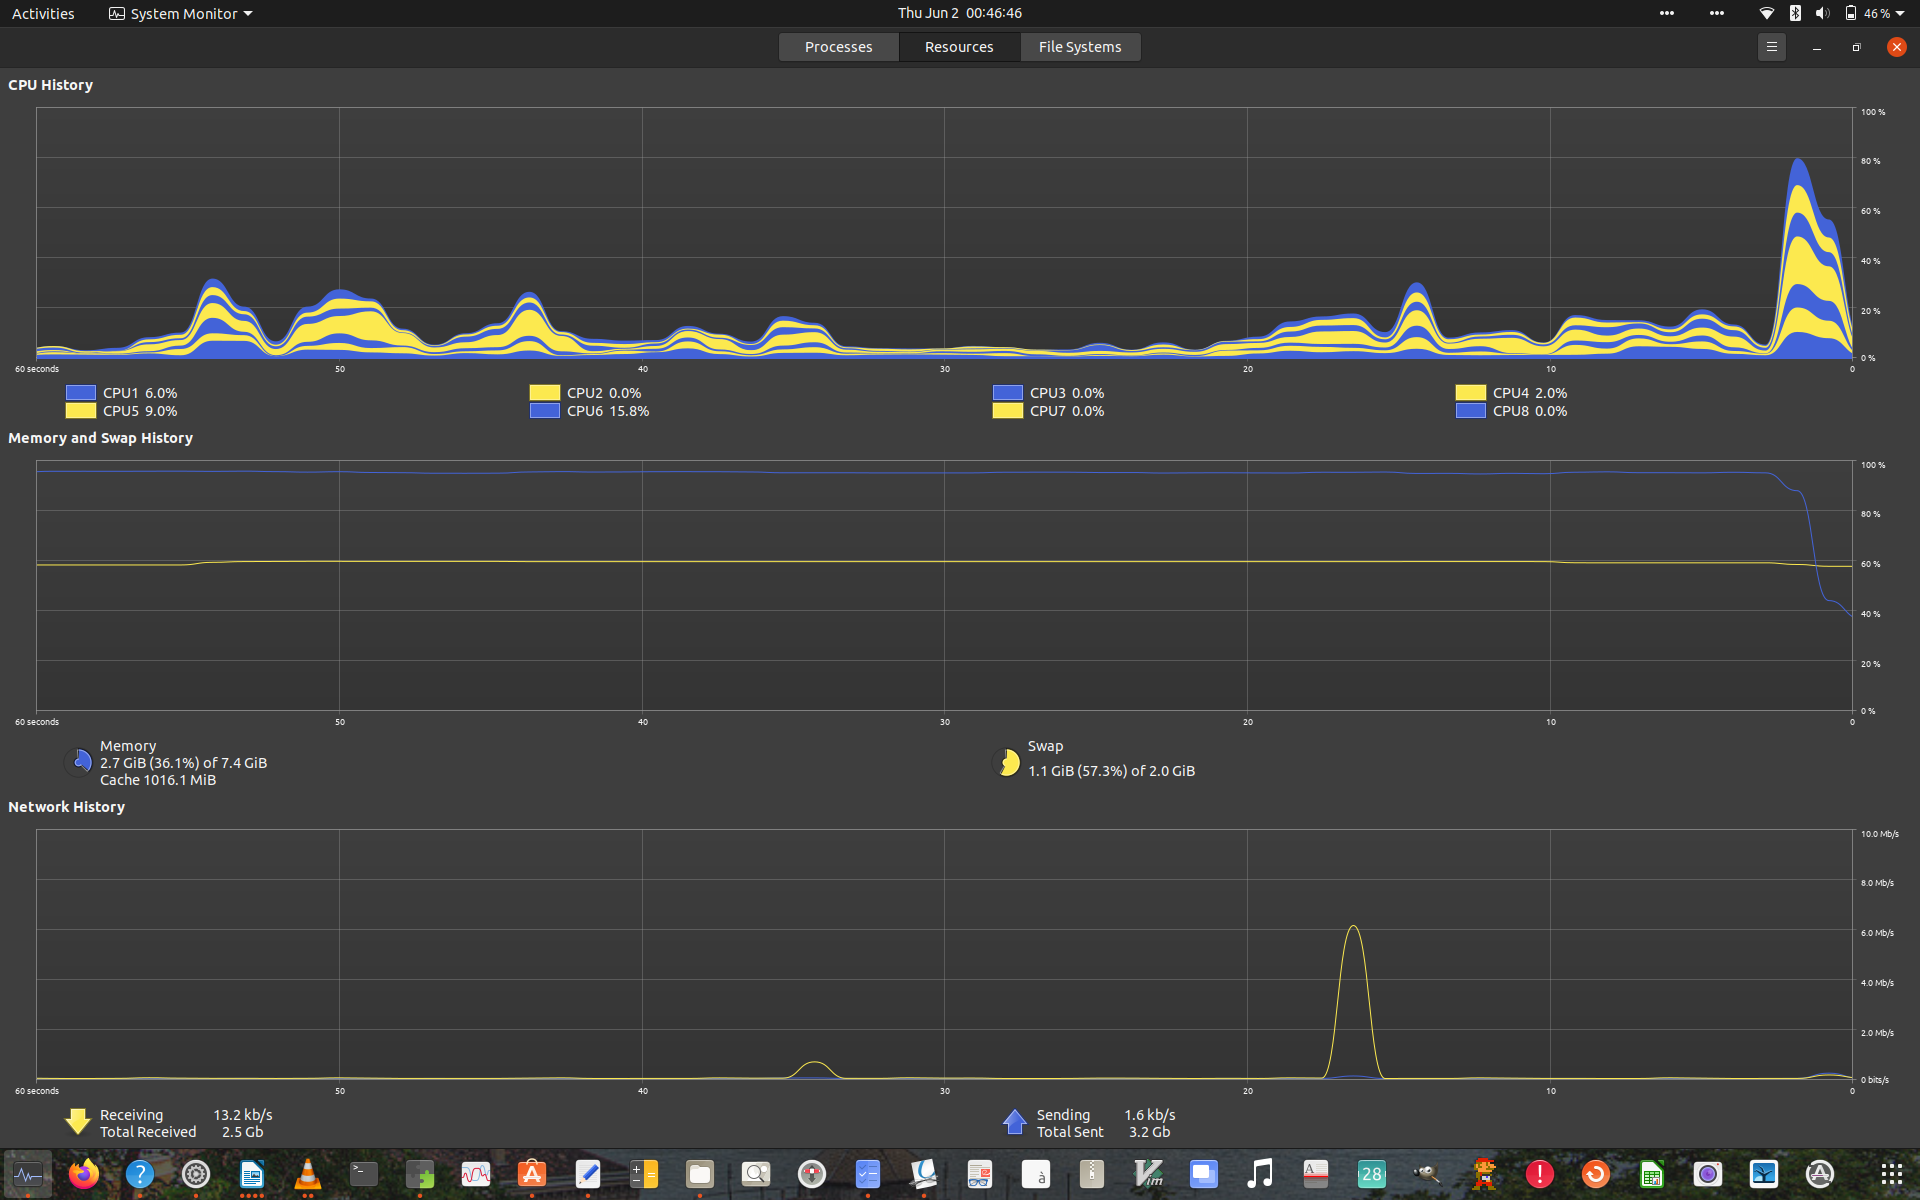 Activities System Monitor Thu Jun 2 00:46:46 46 %
Processes Resources File Systems
CPU History
100 %
80 %
60 %
40 %
20 %
0 %
60 seconds 50 40 30 20 10 0
CPU1 6.0% CPU2 0.0% CPU3 0.0% CPU4 2.0%
CPU5 9.0% CPU6 15.8% CPU7 0.0% CPU8 0.0%
Memory and Swap History
100 %
80 %
60 %
40 %
20 %
0 %
60 seconds 50 40 30 20 10 0
Memory
2.7 GiB (36.1%) of 7.4 GiB
Cache 1016.1 MiB
Swap
1.1 GiB (57.3%) of 2.0 GiB
Network History
10.0 Mb/s
8.0 Mb/s
6.0 Mb/s
4.0 Mb/s
2.0 Mb/s
0 bits/s
60 seconds 50 40 30 20 10 0
Receiving 13.2 kb/s
Total Received 2.5 Gb
Sending 1.6 kb/s
Total Sent 3.2 Gb
? >_ à Vim A 28 !